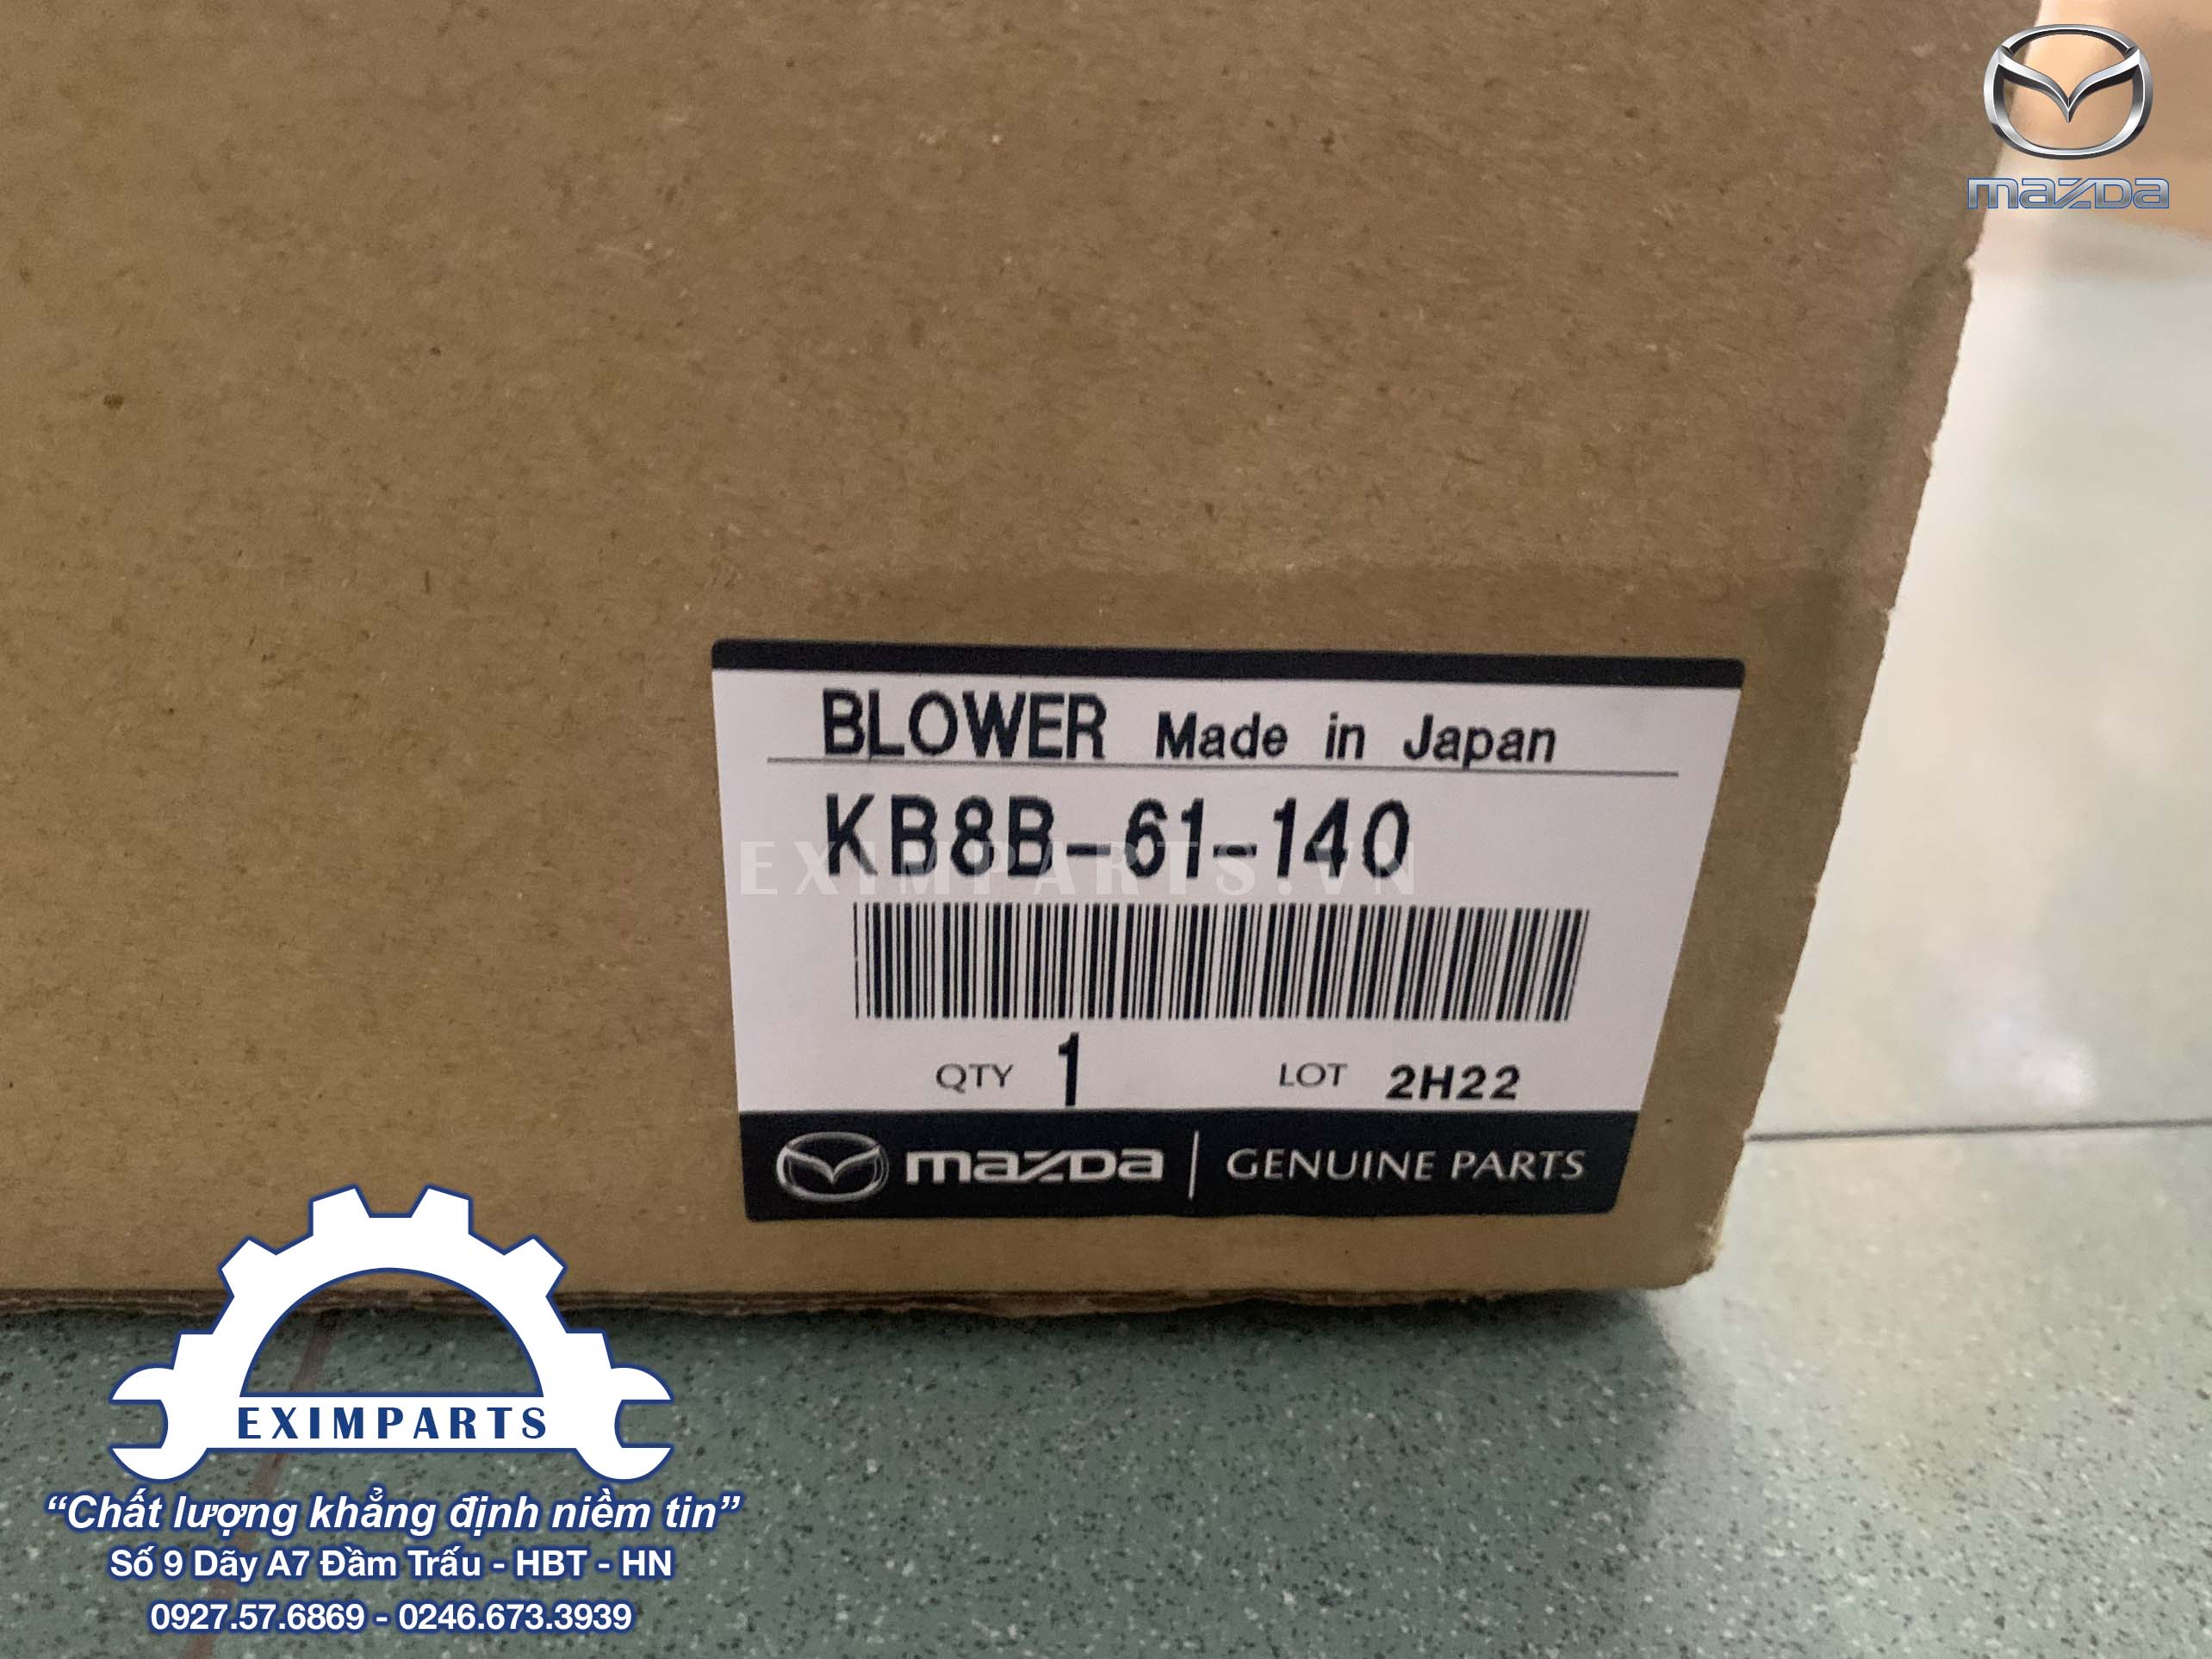 mazda
BLOWER Made in Japan
KB8B-61-140
EXIMPARTS.VN
QTY 1 LOT 2H22
mazda | GENUINE PARTS
EXIMPARTS
“Chất lượng khẳng định niềm tin”
Số 9 Dãy A7 Đầm Trấu - HBT - HN
0927.57.6869 - 0246.673.3939